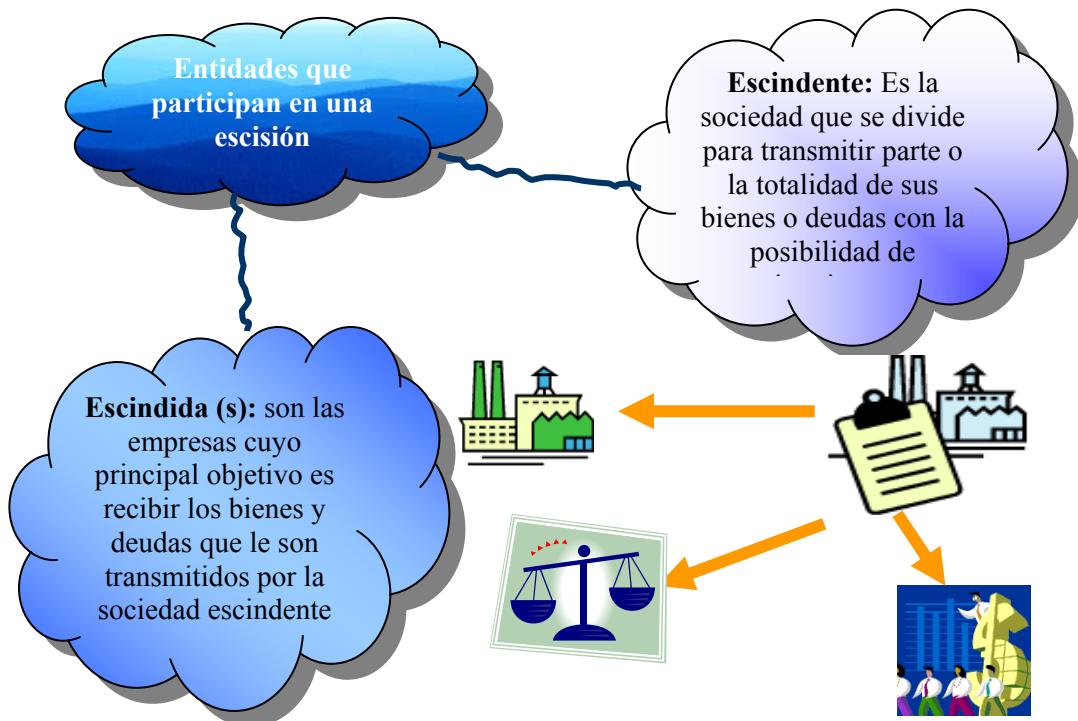 Entidades que
participan en una
escisión
Escindente: Es la
sociedad que se divide
para transmitir parte o
la totalidad de sus
bienes o deudas con la
posibilidad de
Escindida (s): son las
empresas cuyo
principal objetivo es
recibir los bienes y
deudas que le son
transmitidos por la
sociedad escindente